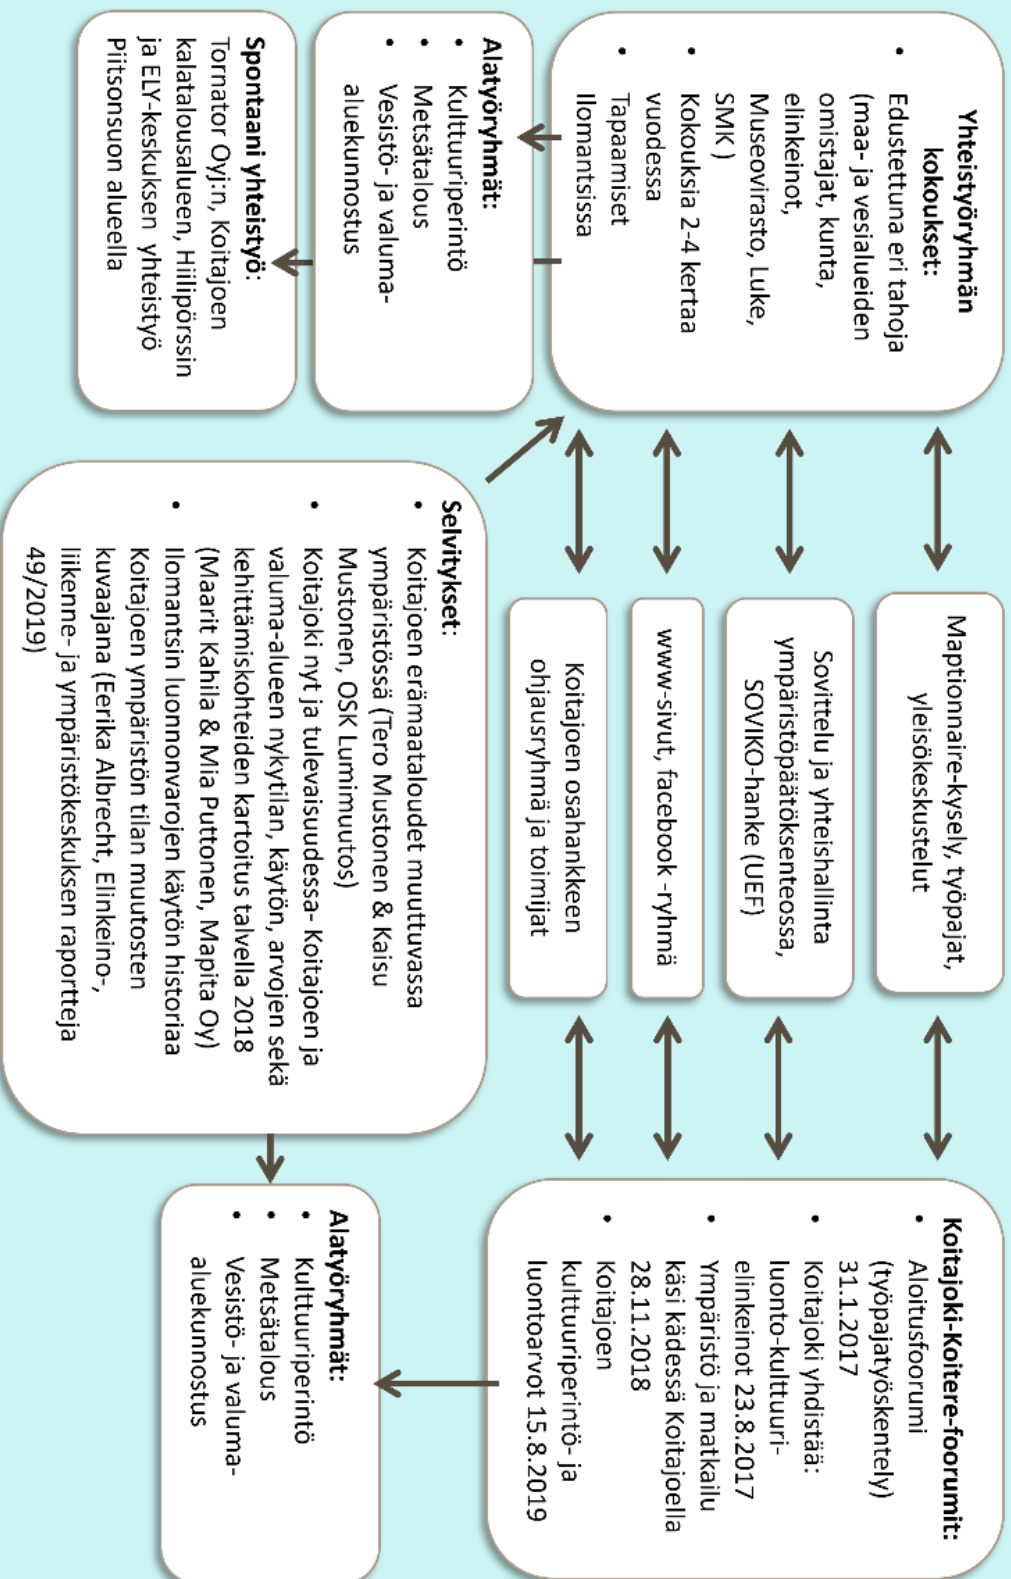 Yhteistyöryhmän
kokoukset:
• Edustettuna eri tahoja
(maa- ja vesialueiden
omistajat, kunta,
elinkeinot,
Museovirasto, Luke,
SMK )
• Kokouksia 2-4 kertaa
vuodessa
• Tapaamiset
Ilomantsissa
Alatyöryhmät:
• Kulttuuriperintö
• Metsätalous
• Vesistö- ja valuma-
aluekunnostus
Spontaani yhteistyö:
Tornator Oyj:n, Koitajoen
kalatalousalueen, Hiilipörssin
ja ELY-keskuksen yhteistyö
Piitsonsuon alueella
Maptionnaire-kysely, työpajat,
yleisökeskustelut
Sovittelu ja yhteishallinta
ympäristöpäätöksenteossa,
SOVIKO-hanke (UEF)
www-sivut, facebook -ryhmä
Koitajoen osahankkeen
ohjausryhmä ja toimijat
Selvitykset:
• Koitajoen erämaataloudet muuttuvassa
ympäristössä (Tero Mustonen & Kaisu
Mustonen, OSK Lumimuutos)
• Koitajoki nyt ja tulevaisuudessa- Koitajoen ja
valuma-alueen nykytilan, käytön, arvojen sekä
kehittämiskohteiden kartoitus talvella 2018
(Maarit Kahila & Mia Puttonen, Mapita Oy)
• Ilomantsin luonnonvarojen käytön historiaa
Koitajoen ympäristön tilan muutosten
kuvaajana (Eerika Albrecht, Elinkeino-,
liikenne- ja ympäristökeskuksen raportteja
49/2019)
Koitajoki-Koitere-foorumit:
• Aloitusfoorumi
(työpajatyöskentely)
31.1.2017
• Koitajoki yhdistää:
luonto-kulttuuri-
elinkeinot 23.8.2017
• Ympäristö ja matkailu
käsi kädessä Koitajoella
28.11.2018
• Koitajoen
kulttuuriperintö- ja
luontoarvot 15.8.2019
Alatyöryhmät:
• Kulttuuriperintö
• Metsätalous
• Vesistö- ja valuma-
aluekunnostus